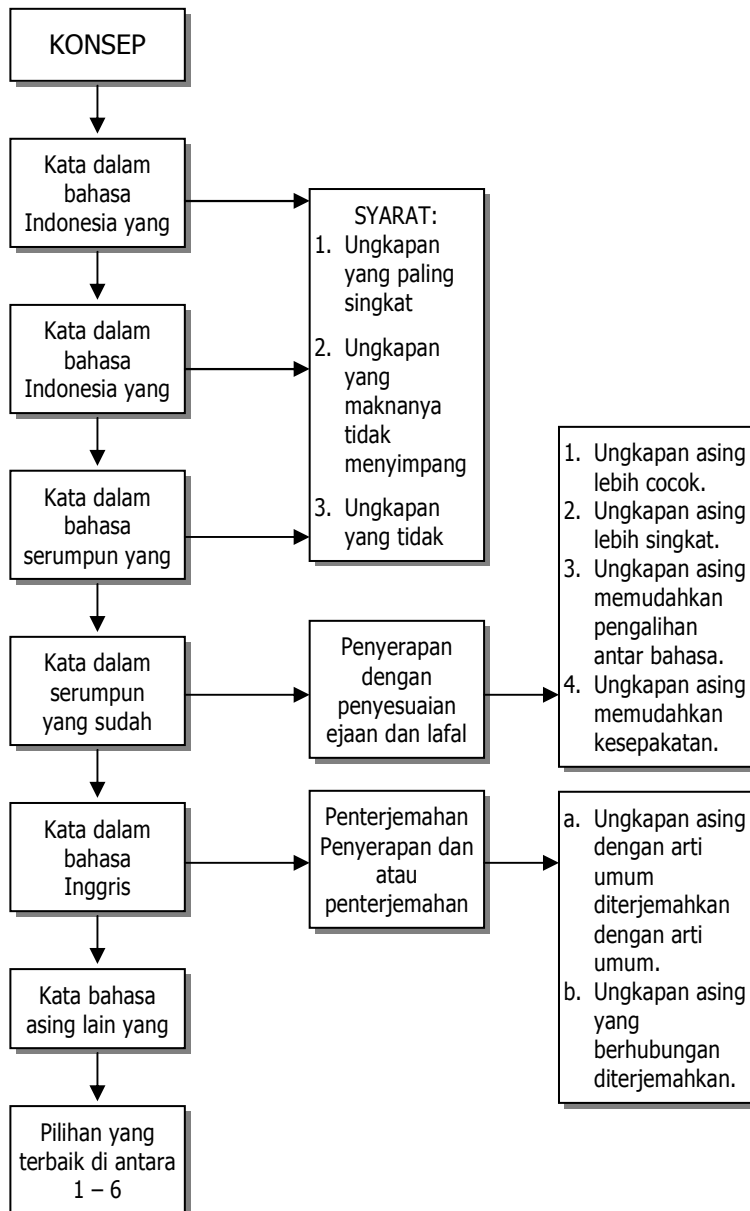 KONSEP
Kata dalam
bahasa
Indonesia yang
Kata dalam
bahasa
Indonesia yang
Kata dalam
bahasa
serumpun yang
SYARAT:
1. Ungkapan
yang paling
singkat
2. Ungkapan
yang
maknanya
tidak
menyimpang
3. Ungkapan
yang tidak
Kata dalam
serumpun
yang sudah
Penyerapan
dengan
penyesuaian
ejaan dan lafal
1. Ungkapan asing
lebih cocok.
2. Ungkapan asing
lebih singkat.
3. Ungkapan asing
memudahkan
pengalihan
antar bahasa.
4. Ungkapan asing
memudahkan
kesepakatan.
Kata dalam
bahasa
Inggris
Penterjemahan
Penyerapan dan
atau
penterjemahan
a. Ungkapan asing
dengan arti
umum
diterjemahkan
dengan arti
umum.
b. Ungkapan asing
yang
berhubungan
diterjemahkan.
Kata bahasa
asing lain yang
Pilihan yang
terbaik di antara
1 – 6